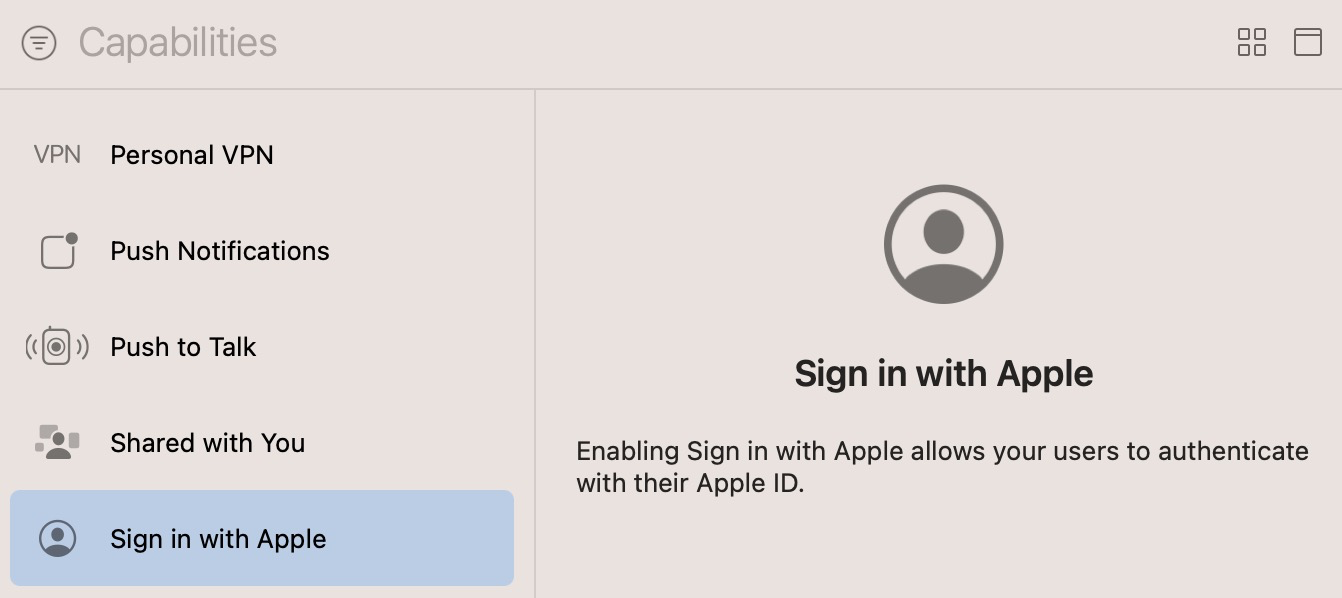 Capabilities
VPN Personal VPN
Push Notifications
Push to Talk
Shared with You
Sign in with Apple
Sign in with Apple
Enabling Sign in with Apple allows your users to authenticate
with their Apple ID.